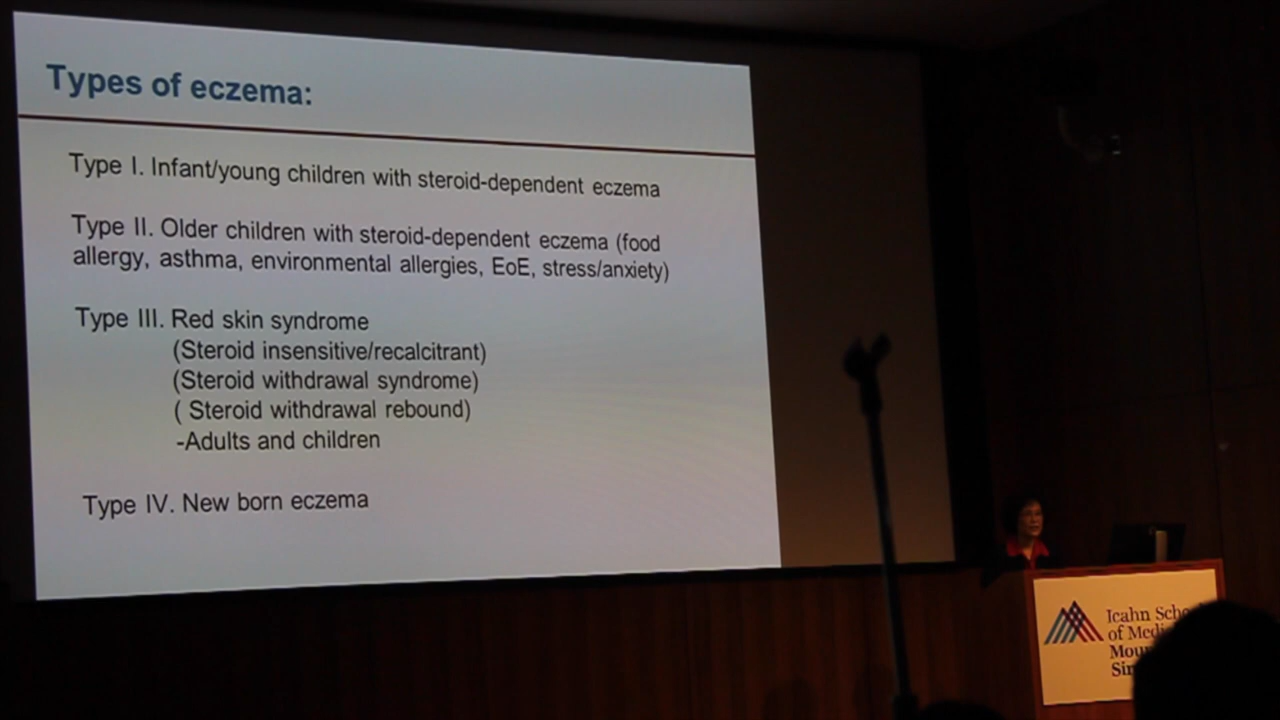 Types of eczema:
Type I. Infant/young children with steroid-dependent eczema
Type II. Older children with steroid-dependent eczema (food
allergy, asthma, environmental allergies, EoE, stress/anxiety)
Type III. Red skin syndrome
(Steroid insensitive/recalcitrant)
(Steroid withdrawal syndrome)
( Steroid withdrawal rebound)
-Adults and children
Type IV. New born eczema
Icahn
of